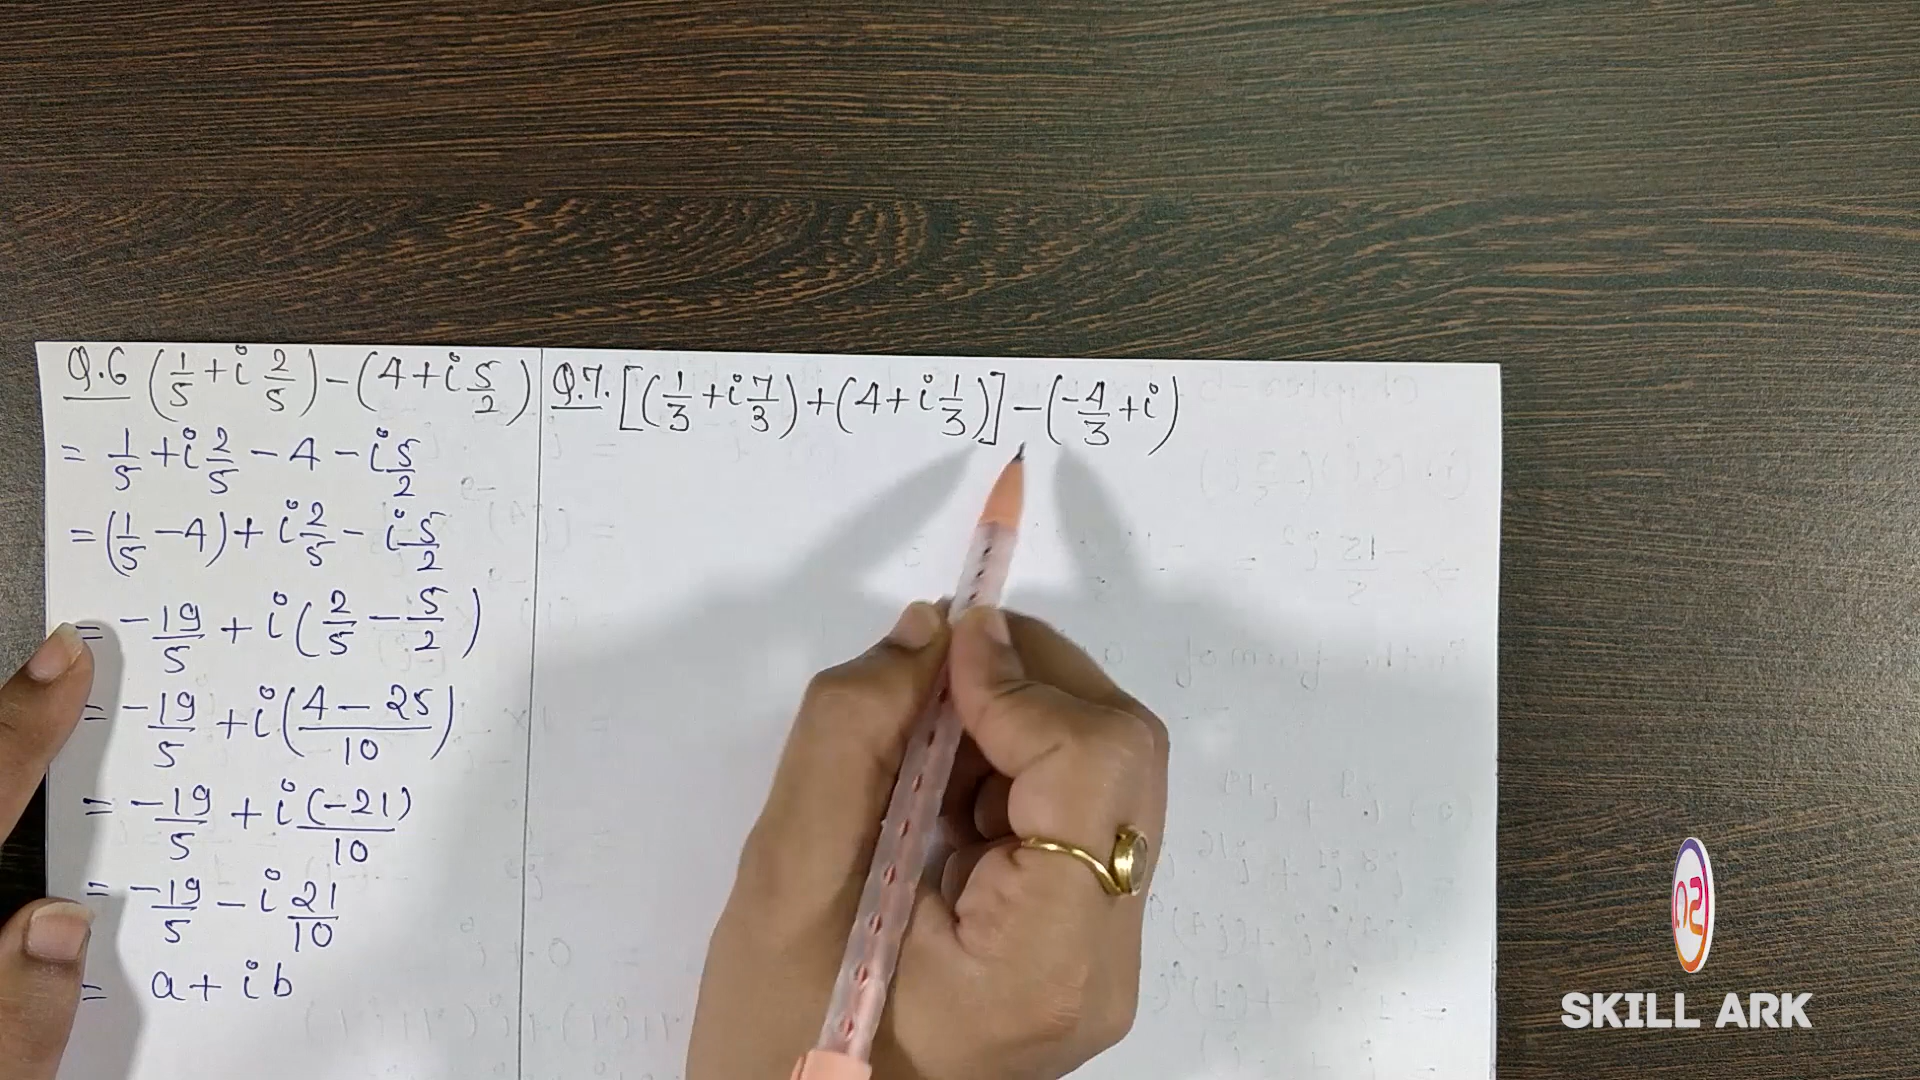 Q.6 (1/5 + i 2/5) - (4 + i 5/2)
= 1/5 + i 2/5 - 4 - i 5/2
= (1/5 - 4) + i 2/5 - i 5/2
= -19/5 + i (2/5 - 5/2)
= -19/5 + i (4 - 25 / 10)
= -19/5 + i (-21)/10
= -19/5 - i 21/10
= a + i b
Q.7. [(1/3 + i 7/3) + (4 + i 1/3)] - (-4/3 + i)
SKILL ARK